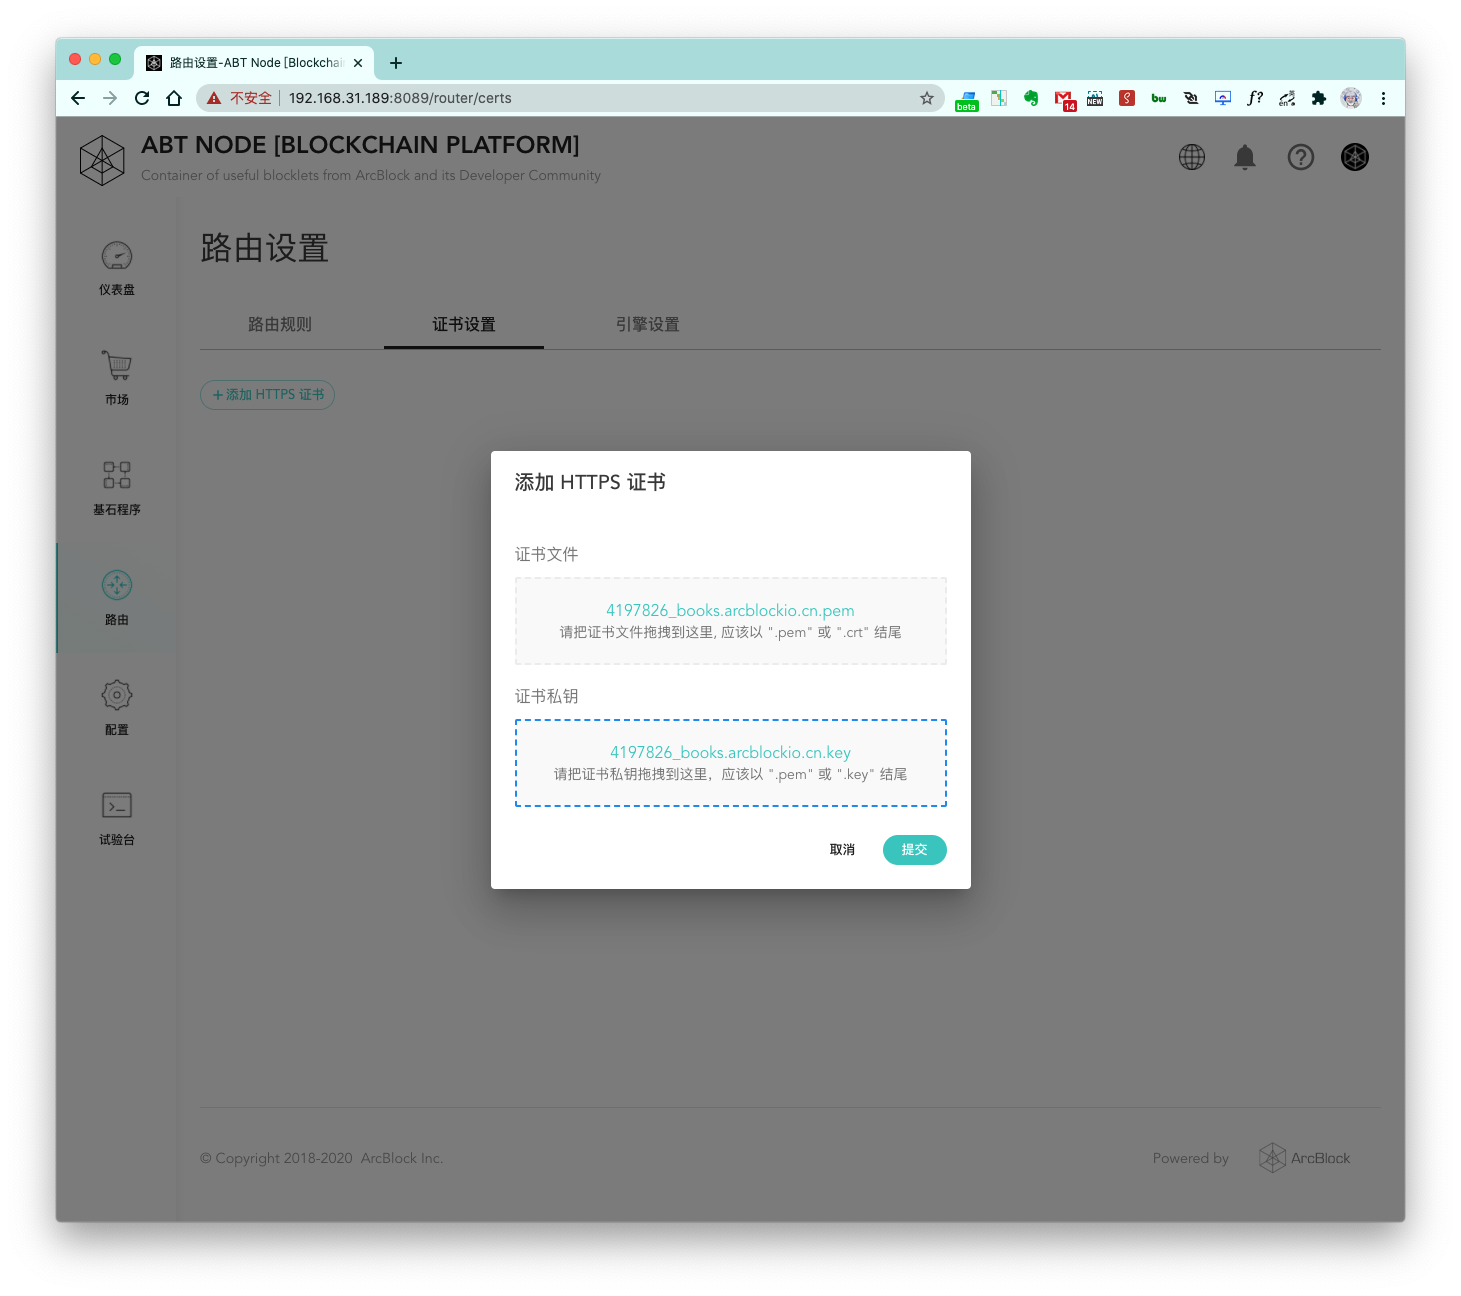 路由设置-ABT Node [Blockchai
不安全
192.168.31.189:8089/router/certs
beta
14
NEW
bw
f?
en
ABT NODE [BLOCKCHAIN PLATFORM]
Container of useful blocklets from ArcBlock and its Developer Community
仪表盘
市场
基石程序
路由
配置
试验台
路由设置
路由规则
证书设置
引擎设置
+ 添加 HTTPS 证书
添加 HTTPS 证书
证书文件
4197826_books.arcblockio.cn.pem
请把证书文件拖拽到这里, 应该以 ".pem" 或 ".crt" 结尾
证书私钥
4197826_books.arcblockio.cn.key
请把证书私钥拖拽到这里，应该以 ".pem" 或 ".key" 结尾
取消
提交
© Copyright 2018-2020 ArcBlock Inc.
Powered by
ArcBlock